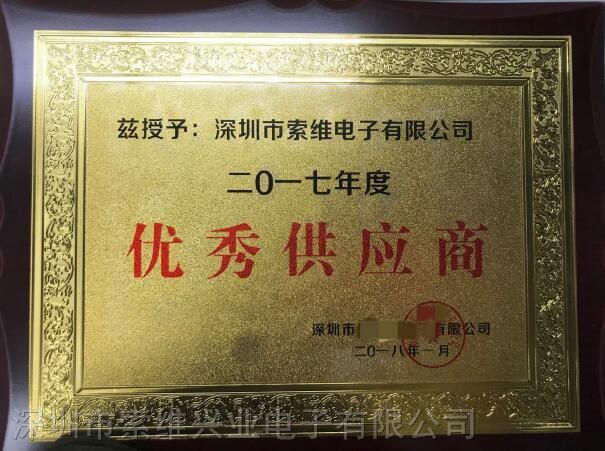 兹授予：深圳市索维电子有限公司
二〇一七年度
优秀供应商
深圳市 有限公司
二〇一八年一月
深圳市索维兴业电子有限公司